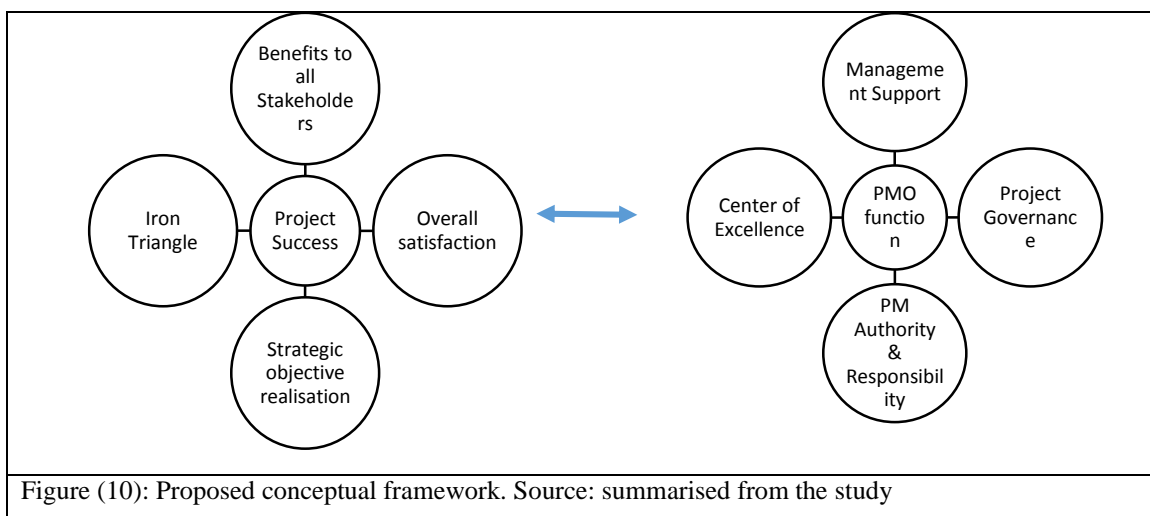 Benefits to
all
Stakeholde
rs
Iron
Triangle
Project
Success
Overall
satisfaction
Strategic
objective
realisation
Manageme
nt Support
Center of
Excellence
PMO
functio
n
Project
Governanc
e
PM
Authority
&
Responsibil
ity
Figure (10): Proposed conceptual framework. Source: summarised from the study